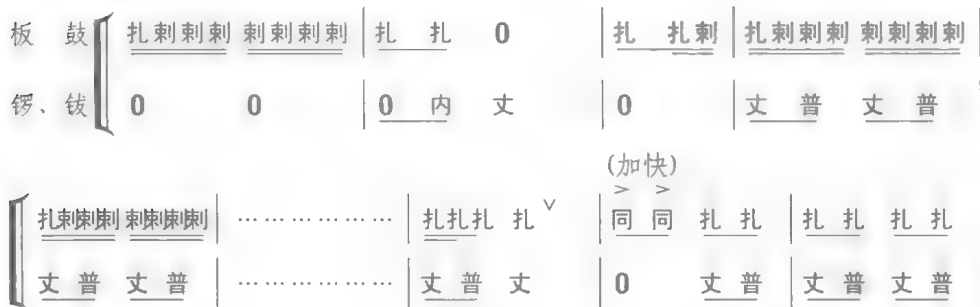 板 鼓 扎刺刺刺 刺刺刺刺 | 扎 扎 0 | 扎 扎刺 | 扎刺刺刺 刺刺刺刺
锣、钹 0 0 | 0 内 丈 | 0 | 丈 普 丈 普
(加快)
扎刺刺刺 刺刺刺刺 | ……………… | 扎扎扎 扎 ∨ | > 同 > 同 扎 扎 | 扎 扎 扎 扎
丈 普 丈 普 | ……………… | 丈 普 丈 | 0 丈 普 | 丈 普 丈 普